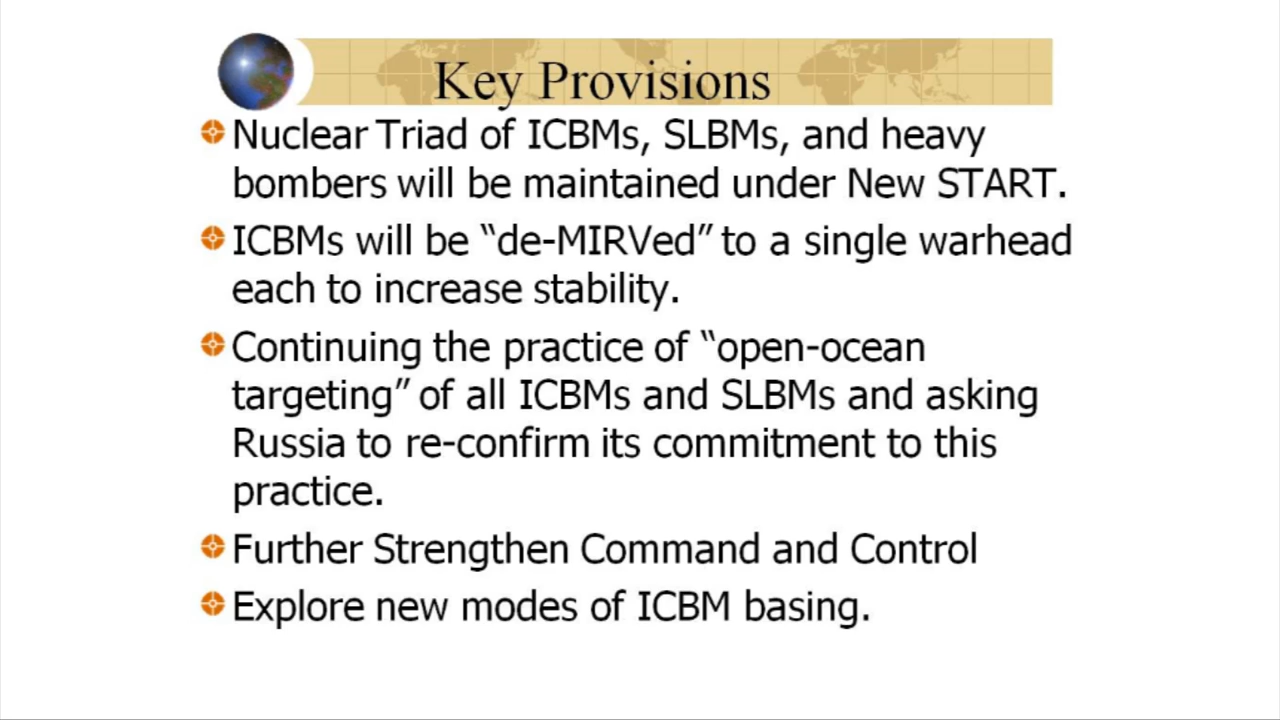 Key Provisions
Nuclear Triad of ICBMs, SLBMs, and heavy
bombers will be maintained under New START.
ICBMs will be “de-MIRVed” to a single warhead
each to increase stability.
Continuing the practice of “open-ocean
targeting” of all ICBMs and SLBMs and asking
Russia to re-confirm its commitment to this
practice.
Further Strengthen Command and Control
Explore new modes of ICBM basing.